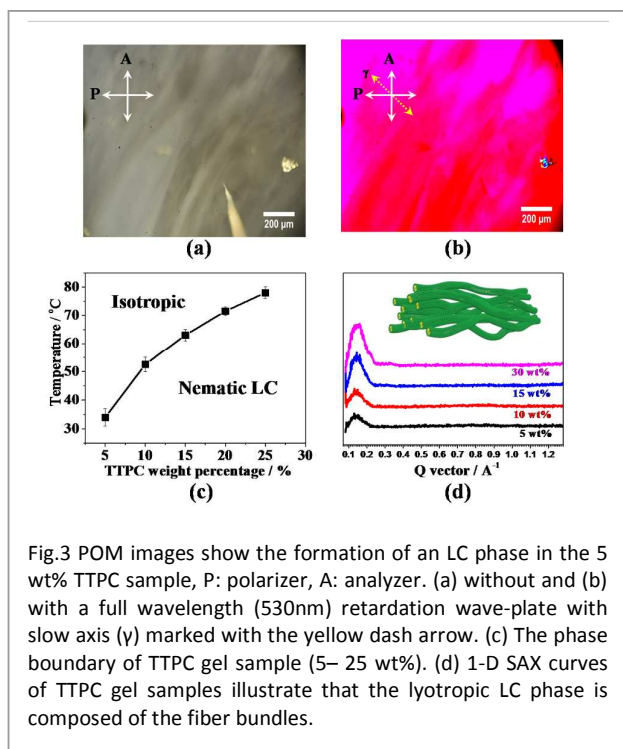 A
P
200 µm
(a)
A
γ
P
200 µm
(b)
Temperature / °C
80
70
60
50
40
30
Isotropic
Nematic LC
5 10 15 20 25 30
TTPC weight percentage / %
(c)
30 wt%
15 wt%
10 wt%
5 wt%
0.1 0.2 0.3 0.4 0.5 0.6 0.7 0.8 0.9 1.0 1.1 1.2
Q vector / A⁻¹
(d)
Fig.3 POM images show the formation of an LC phase in the 5
wt% TTPC sample, P: polarizer, A: analyzer. (a) without and (b)
with a full wavelength (530nm) retardation wave-plate with
slow axis (γ) marked with the yellow dash arrow. (c) The phase
boundary of TTPC gel sample (5– 25 wt%). (d) 1-D SAX curves
of TTPC gel samples illustrate that the lyotropic LC phase is
composed of the fiber bundles.